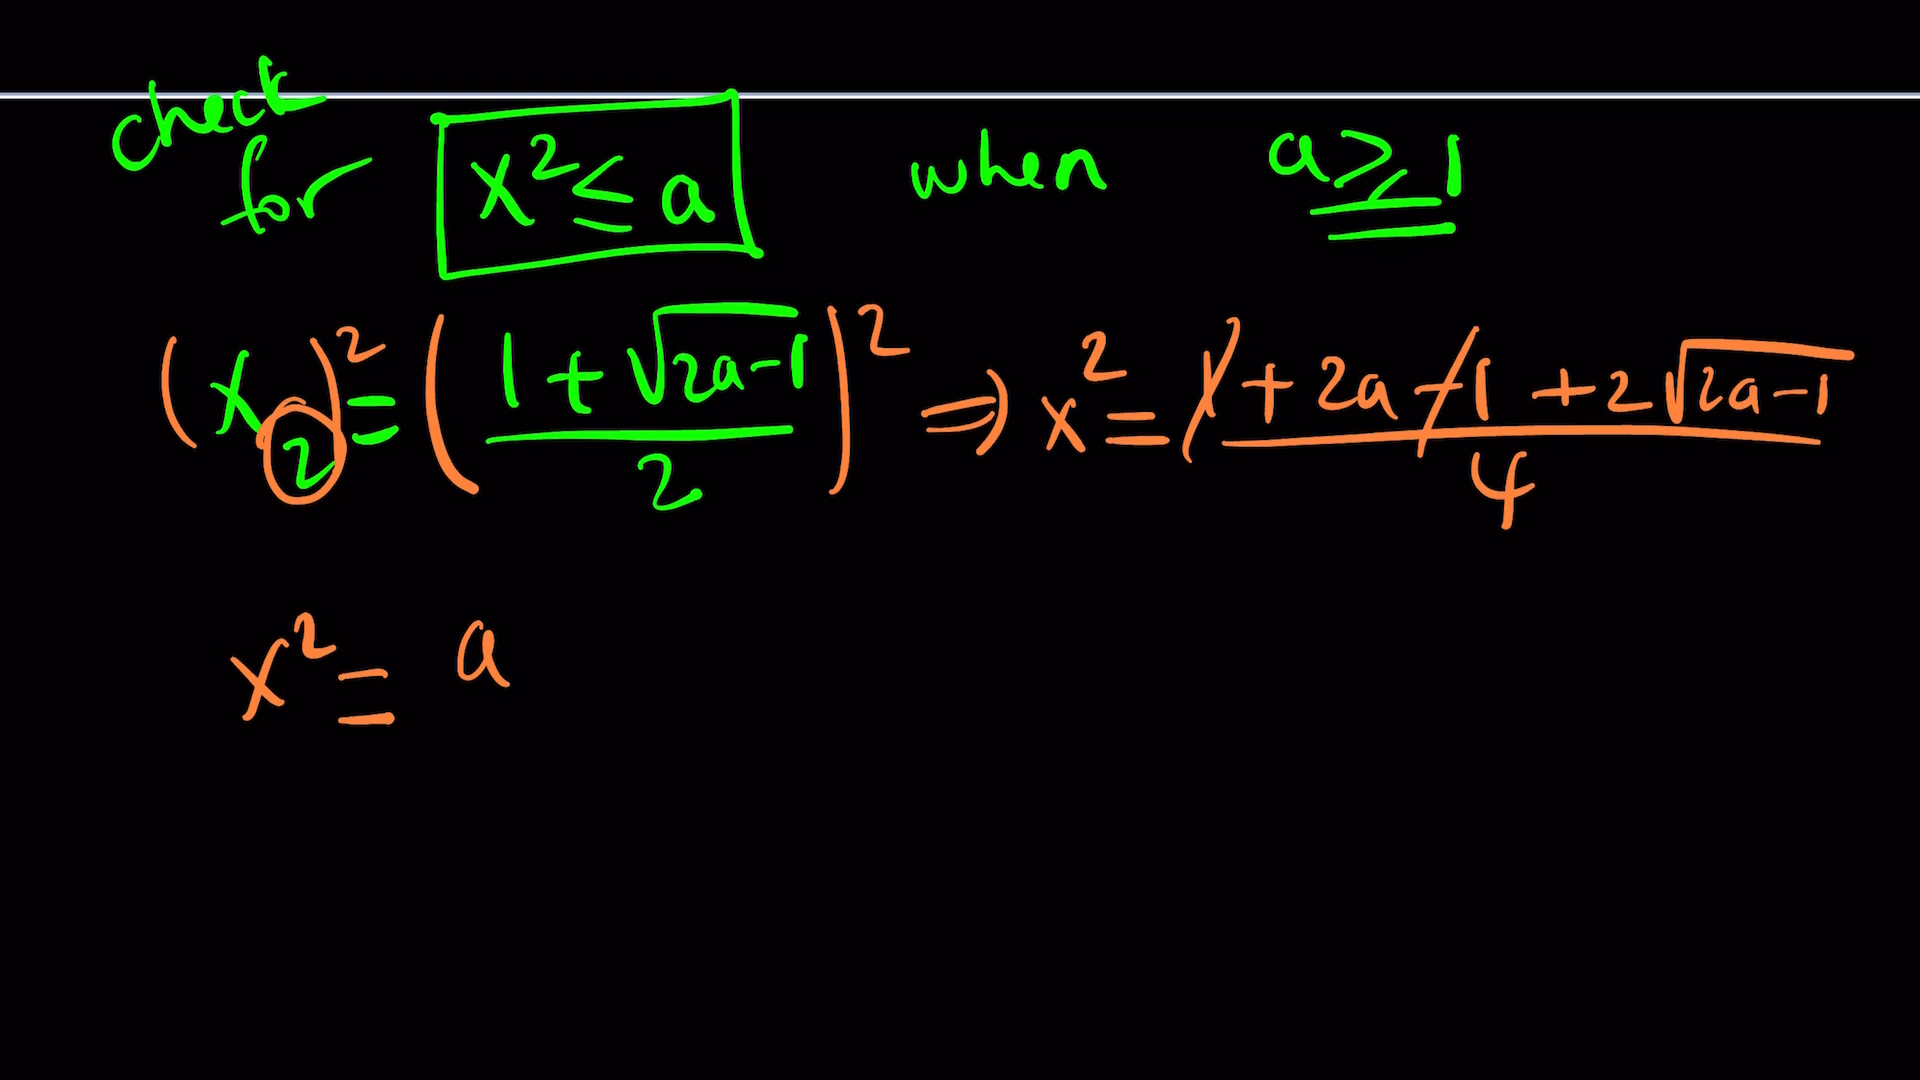 check for x² ≤ a when a ≥ 1
(x₂)² = ((1 + √(2a-1))/2)² ⇒ x² = (1 + 2a - 1 + 2√(2a-1))/4
x² = a